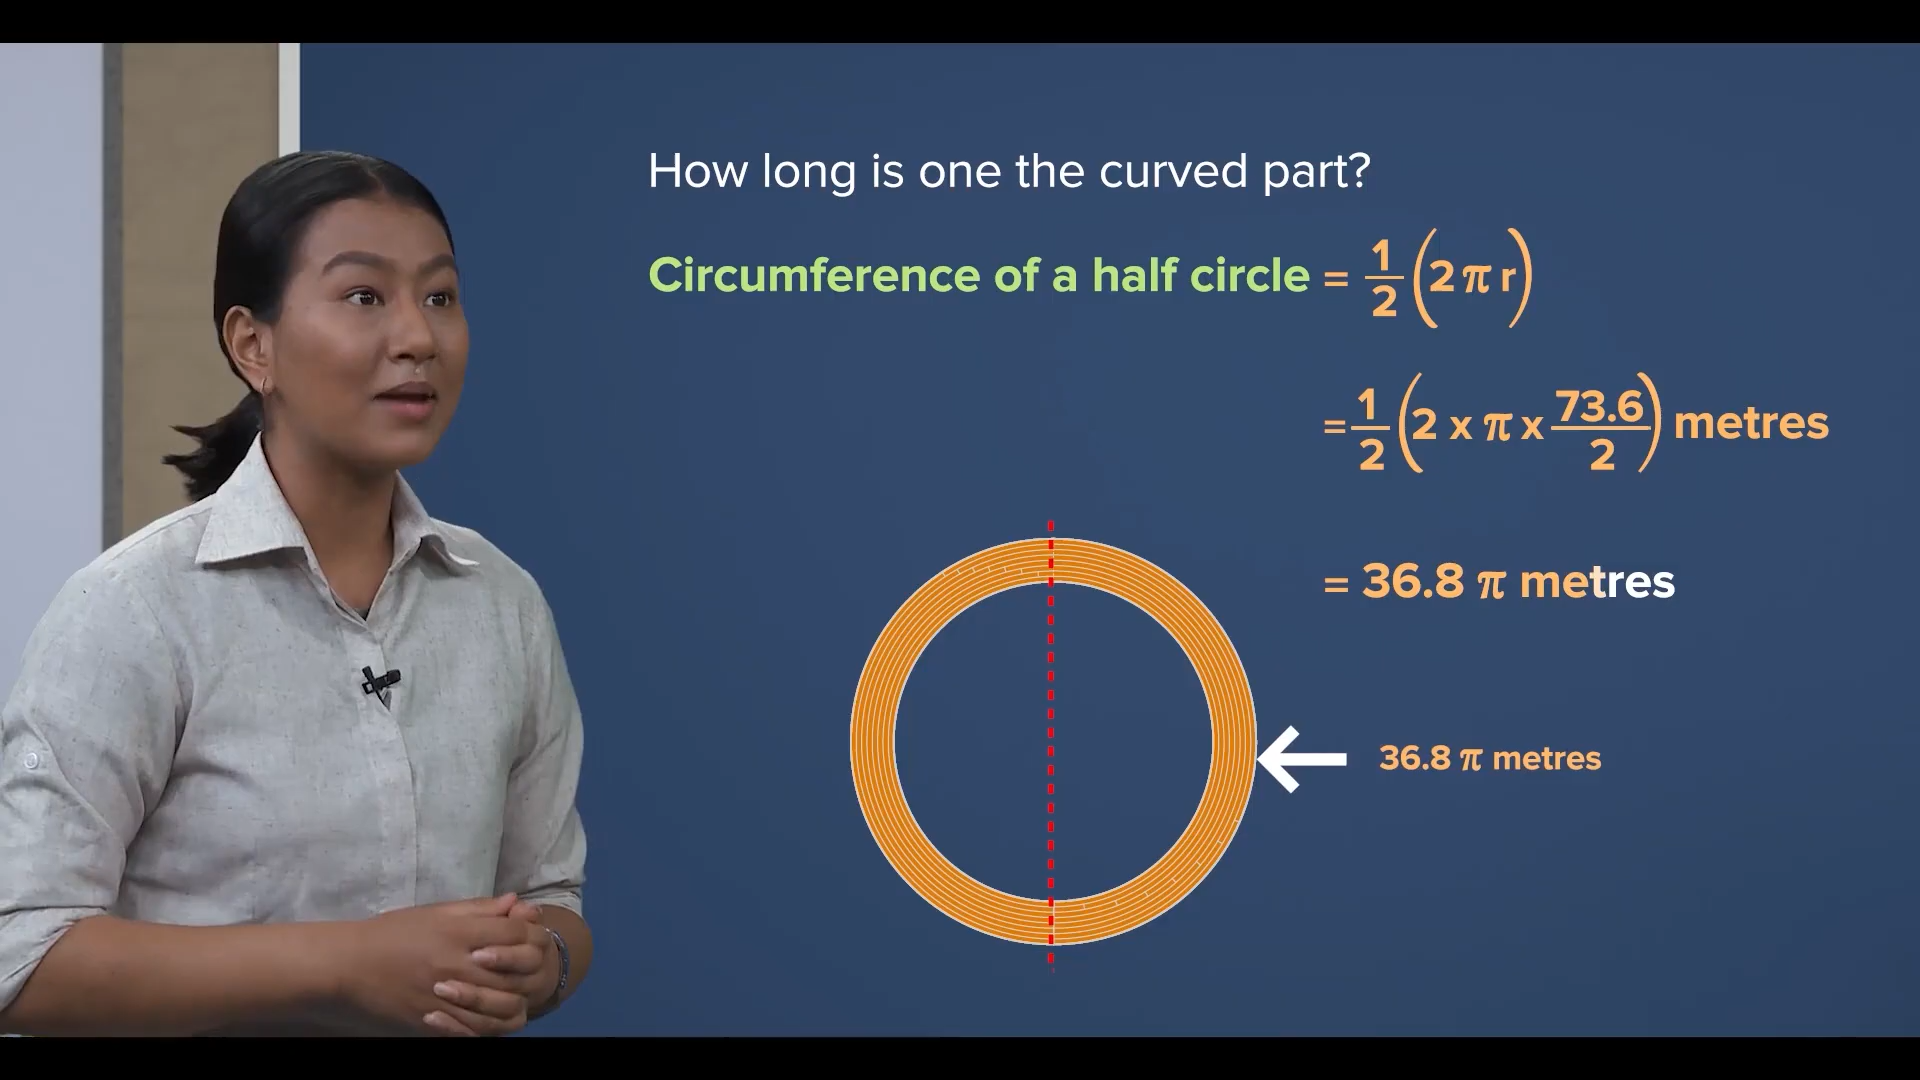 How long is one the curved part?
Circumference of a half circle = 1/2 (2 π r)
= 1/2 (2 x π x 73.6/2) metres
= 36.8 π metres
36.8 π metres